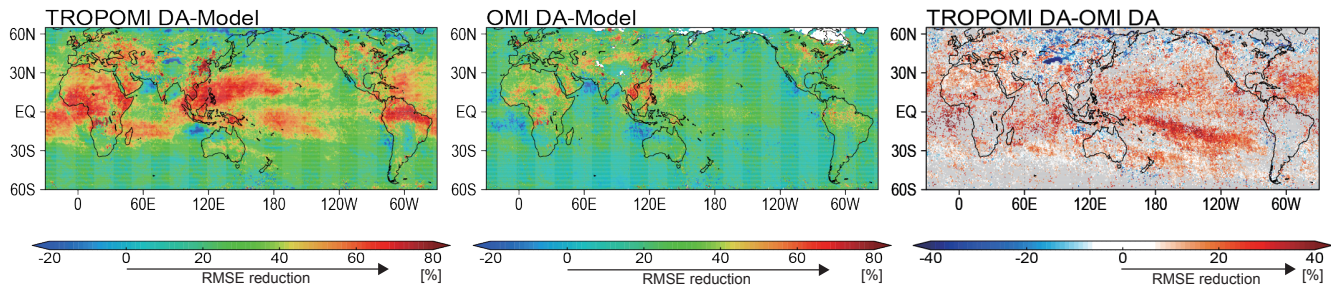 TROPOMI DA-Model
OMI DA-Model
TROPOMI DA-OMI DA
60N
30N
EQ
30S
60S
0 60E 120E 180 120W 60W
60N
30N
EQ
30S
60S
0 60E 120E 180 120W 60W
60N
30N
EQ
30S
60S
0 60E 120E 180 120W 60W
-20 0 20 40 60 80
RMSE reduction [%]
-20 0 20 40 60 80
RMSE reduction [%]
-40 -20 0 20 40
RMSE reduction [%]